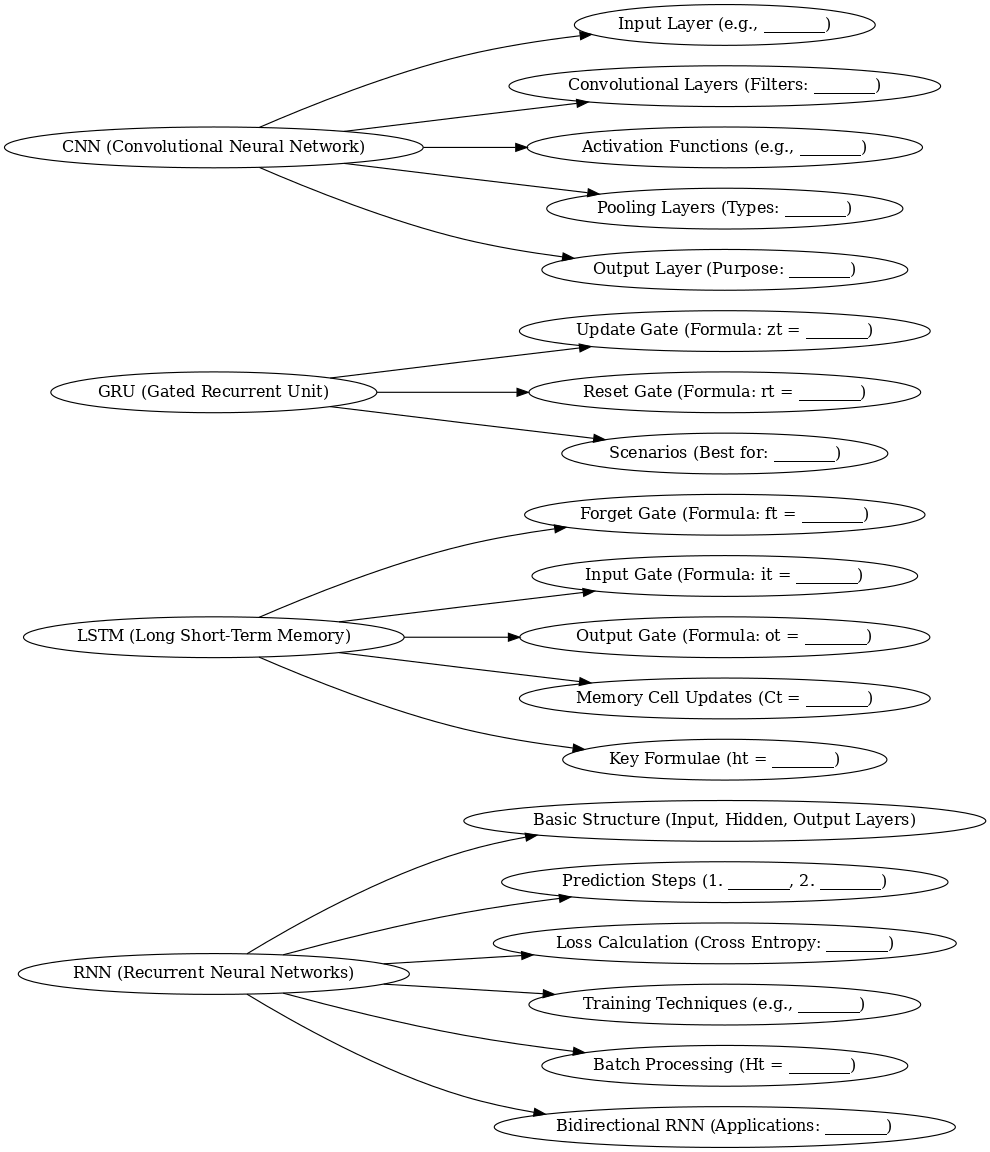 CNN (Convolutional Neural Network)
Input Layer (e.g., _______)
Convolutional Layers (Filters: _______)
Activation Functions (e.g., _______)
Pooling Layers (Types: _______)
Output Layer (Purpose: _______)
GRU (Gated Recurrent Unit)
Update Gate (Formula: zt = _______)
Reset Gate (Formula: rt = _______)
Scenarios (Best for: _______)
LSTM (Long Short-Term Memory)
Forget Gate (Formula: ft = _______)
Input Gate (Formula: it = _______)
Output Gate (Formula: ot = _______)
Memory Cell Updates (Ct = _______)
Key Formulae (ht = _______)
RNN (Recurrent Neural Networks)
Basic Structure (Input, Hidden, Output Layers)
Prediction Steps (1. _______, 2. _______)
Loss Calculation (Cross Entropy: _______)
Training Techniques (e.g., _______)
Batch Processing (Ht = _______)
Bidirectional RNN (Applications: _______)